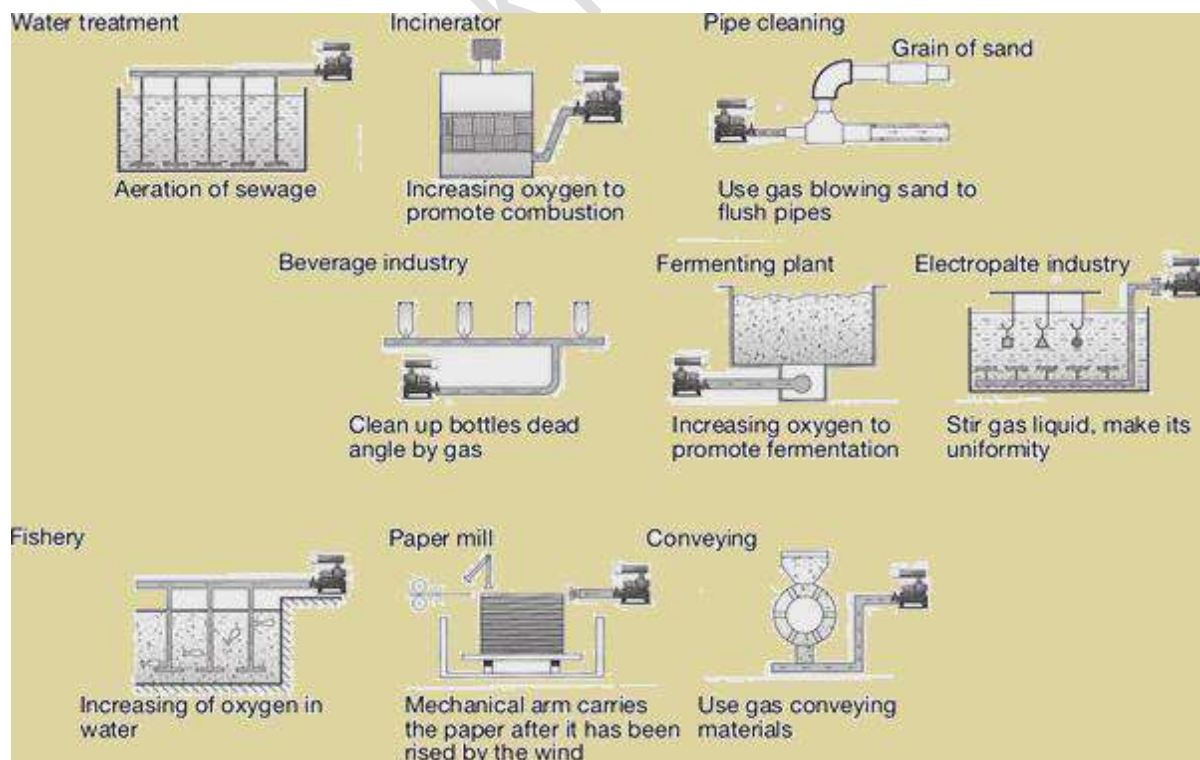 Water treatment
Incinerator
Pipe cleaning
Grain of sand
Aeration of sewage
Increasing oxygen to
promote combustion
Use gas blowing sand to
flush pipes
Beverage industry
Fermenting plant
Electropalte industry
Clean up bottles dead
angle by gas
Increasing oxygen to
promote fermentation
Stir gas liquid, make its
uniformity
Fishery
Paper mill
Conveying
Increasing of oxygen in
water
Mechanical arm carries
the paper after it has been
rised by the wind
Use gas conveying
materials